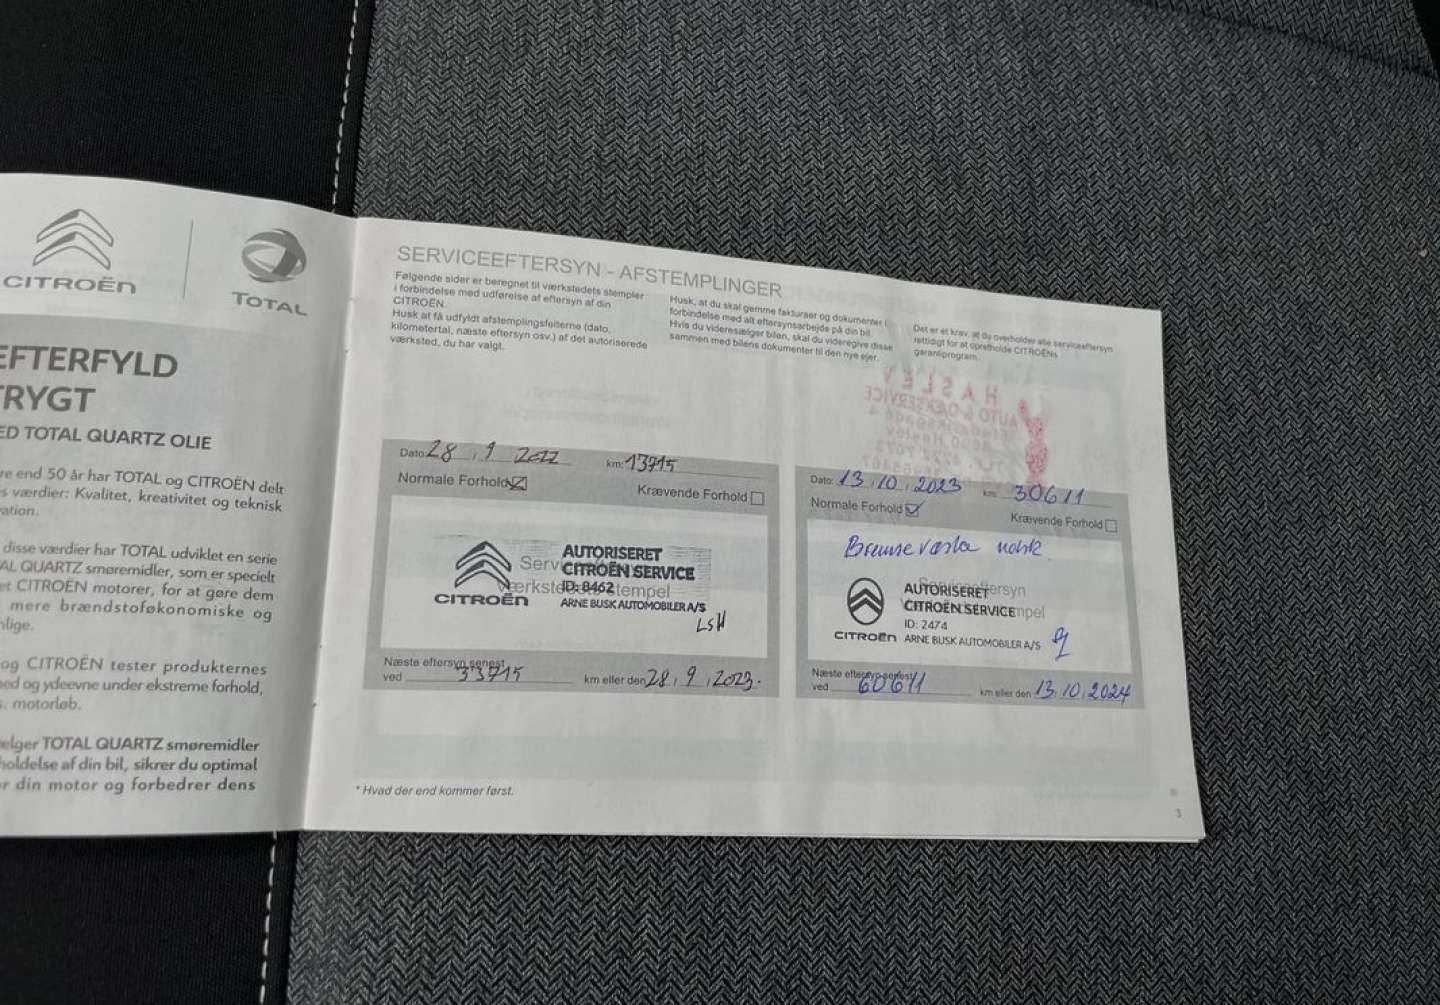 CITROËN
TOTAL
EFTERFYLD
RYGT
ED TOTAL QUARTZ OLIE
re end 50 år har TOTAL og CITROËN delt
s værdier: Kvalitet, kreativitet og teknisk
ation.
disse værdier har TOTAL udviklet en serie
AL QUARTZ smøremidler, som er specielt
et CITROËN motorer, for at gøre dem
mere brændstoføkonomiske og
nlige.
og CITROËN tester produkternes
ned og ydeevne under ekstreme forhold,
s. motorløb.
elger TOTAL QUARTZ smøremidler
holdelse af din bil, sikrer du optimal
or din motor og forbedrer dens
SERVICEEFTERSYN - AFSTEMPLINGER
Følgende sider er beregnet til værkstedets stempler
i forbindelse med udførelse af eftersyn af din
CITROËN.
Husk at få udfyldt afstemplingsfelterne (dato,
kilometertal, næste eftersyn osv.) af det autoriserede
værksted, du har valgt.
Husk, at du skal gemme fakturaer og dokumenter i
forbindelse med alt eftersynsarbejde på din bil.
Hvis du videresælger bilen, skal du videregive disse
sammen med bilens dokumenter til den nye ejer.
Det er et krav, at du overholder alle serviceeftersyn
rettidigt for at opretholde CITROËNs
garantiprogram.
Dato: 28 . 9 2022 km: 13715
Normale Forhold Krævende Forhold
AUTORISERET
CITROËN SERVICE
ID: 8462
ARNE BUSK AUTOMOBILER A/S
CITROËN
LSH
Næste eftersyn senest
ved 33715 km eller den 28.9.2023.
Dato: 13.10.2023 km 30611
Normale Forhold Krævende Forhold
Bremsevæske
Serviceeftersyn
AUTORISERET
CITROËN SERVICE
ID: 2474
CITROËN ARNE BUSK AUTOMOBILER A/S
Næste eftersyn senest
ved 60611 km eller den 13.10.2024
* Hvad der end kommer først.
3